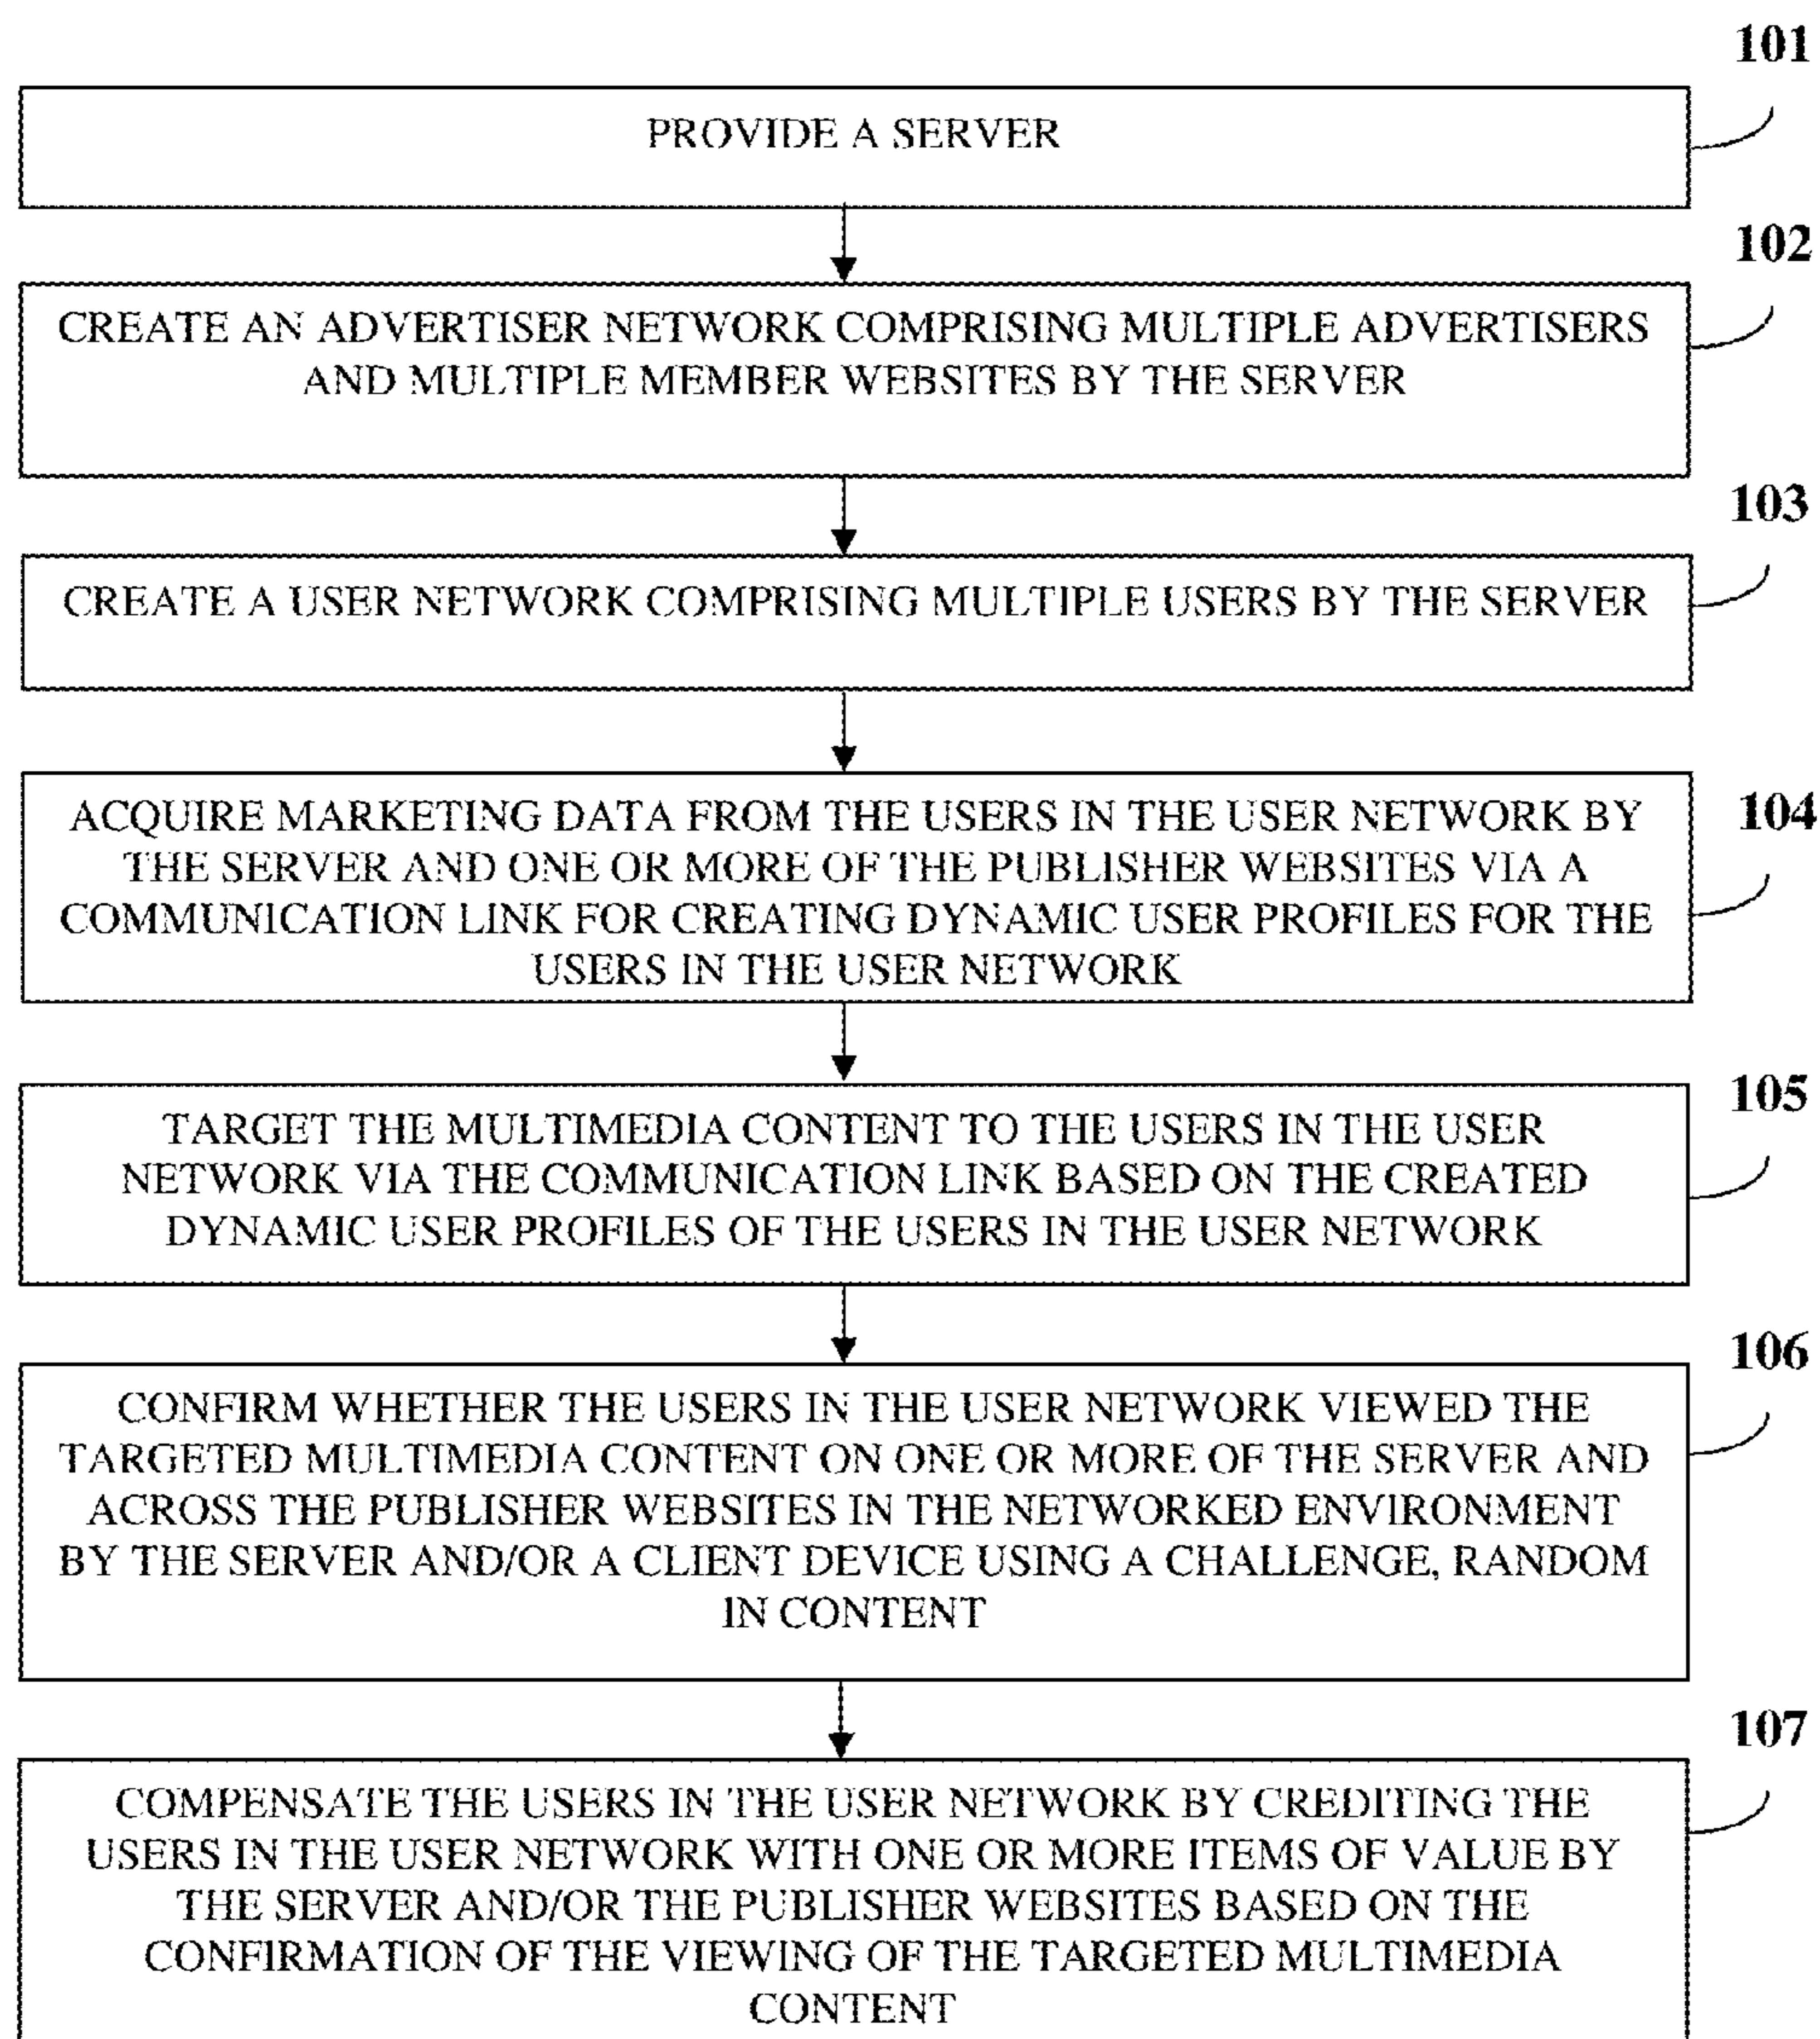 101
PROVIDE A SERVER
102
CREATE AN ADVERTISER NETWORK COMPRISING MULTIPLE ADVERTISERS
AND MULTIPLE MEMBER WEBSITES BY THE SERVER
103
CREATE A USER NETWORK COMPRISING MULTIPLE USERS BY THE SERVER
104
ACQUIRE MARKETING DATA FROM THE USERS IN THE USER NETWORK BY
THE SERVER AND ONE OR MORE OF THE PUBLISHER WEBSITES VIA A
COMMUNICATION LINK FOR CREATING DYNAMIC USER PROFILES FOR THE
USERS IN THE USER NETWORK
105
TARGET THE MULTIMEDIA CONTENT TO THE USERS IN THE USER
NETWORK VIA THE COMMUNICATION LINK BASED ON THE CREATED
DYNAMIC USER PROFILES OF THE USERS IN THE USER NETWORK
106
CONFIRM WHETHER THE USERS IN THE USER NETWORK VIEWED THE
TARGETED MULTIMEDIA CONTENT ON ONE OR MORE OF THE SERVER AND
ACROSS THE PUBLISHER WEBSITES IN THE NETWORKED ENVIRONMENT
BY THE SERVER AND/OR A CLIENT DEVICE USING A CHALLENGE, RANDOM
IN CONTENT
107
COMPENSATE THE USERS IN THE USER NETWORK BY CREDITING THE
USERS IN THE USER NETWORK WITH ONE OR MORE ITEMS OF VALUE BY
THE SERVER AND/OR THE PUBLISHER WEBSITES BASED ON THE
CONFIRMATION OF THE VIEWING OF THE TARGETED MULTIMEDIA
CONTENT